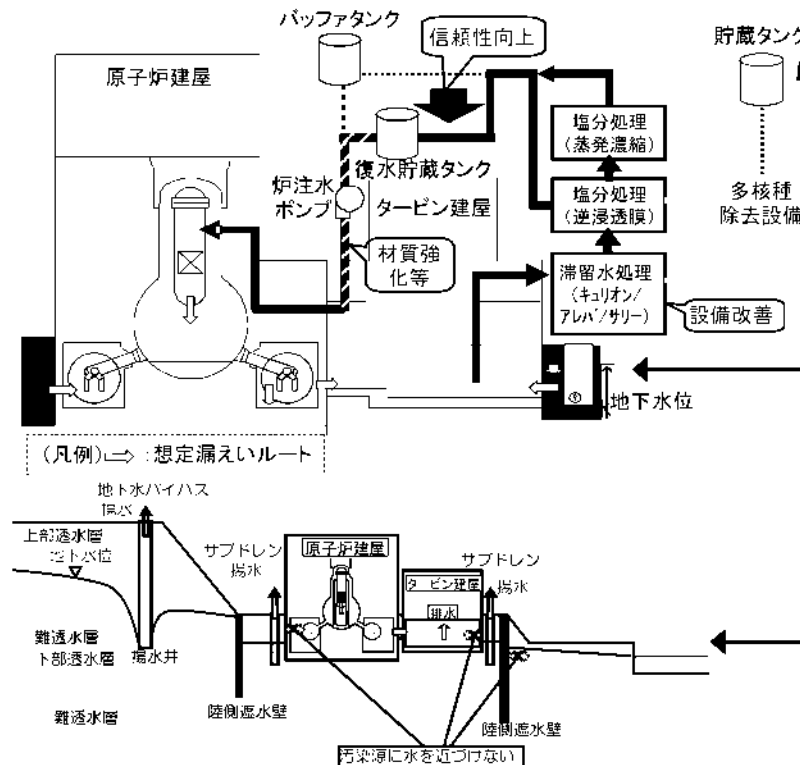 バッファタンク
信頼性向上
貯蔵タンク
原子炉建屋
塩分処理
(蒸発濃縮)
復水貯蔵タンク
炉注水
ポンプ
タービン建屋
塩分処理
(逆浸透膜)
多核種
除去設備
材質強
化等
滞留水処理
(キュリオン/
アレバ/サリー)
設備改善
地下水位
(凡例)⇨:想定漏えいルート
地下水バイパス
揚水
上部透水層
地下水位
サブドレン
揚水
原子炉建屋
サブドレン
揚水
タービン建屋
排水
難透水層
下部透水層
揚水井
難透水層
陸側遮水壁
陸側遮水壁
汚染源に水を近づけない